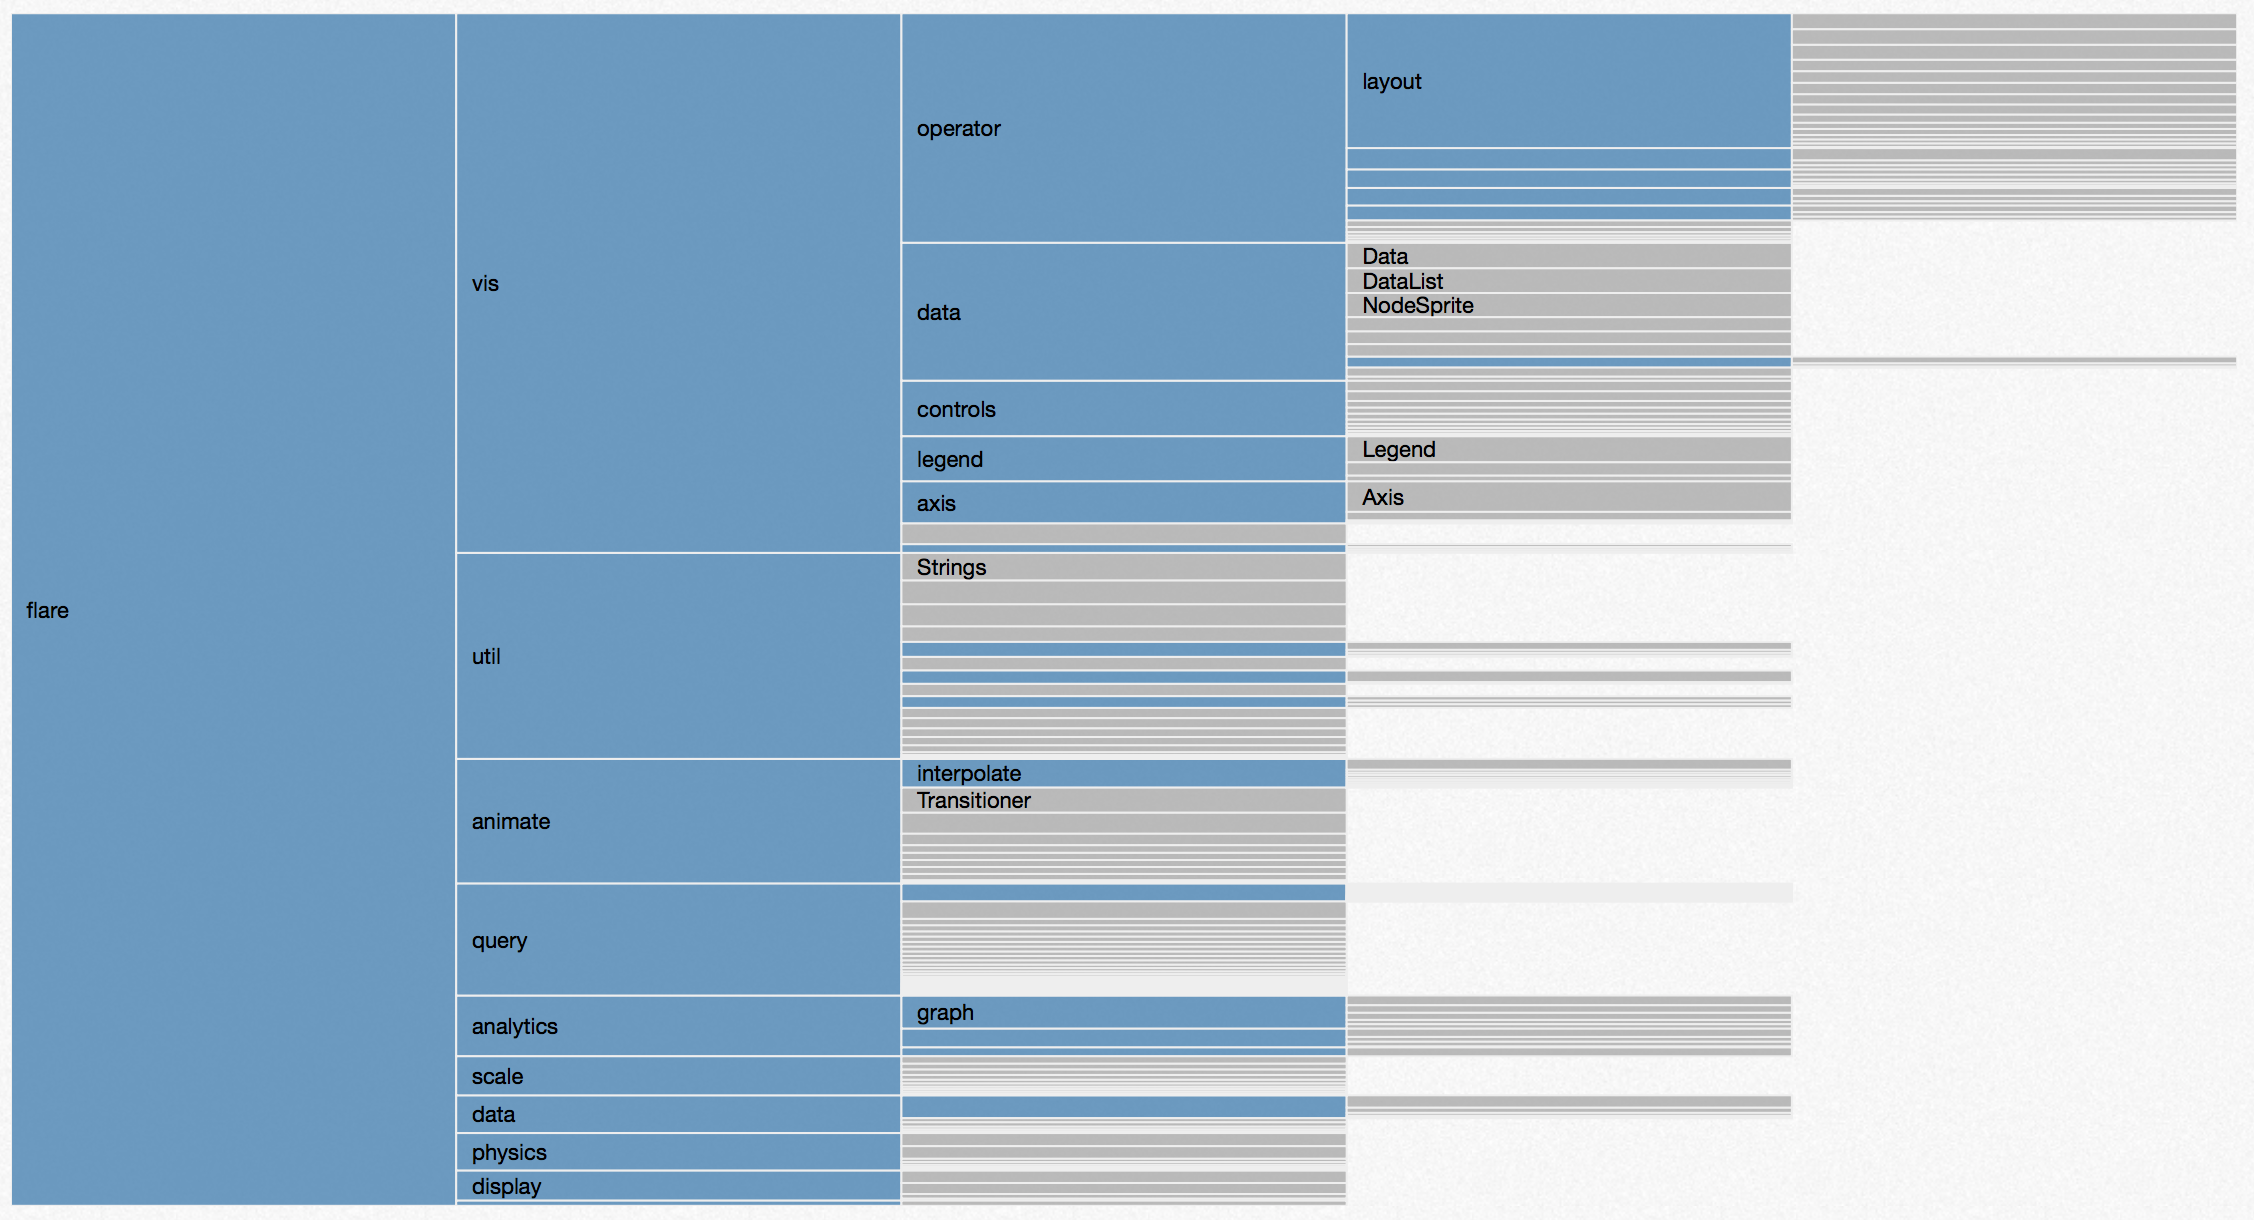 flare
vis
operator
layout
data
Data
DataList
NodeSprite
controls
legend
Legend
axis
Axis
util
Strings
animate
interpolate
Transitioner
query
analytics
graph
scale
data
physics
display